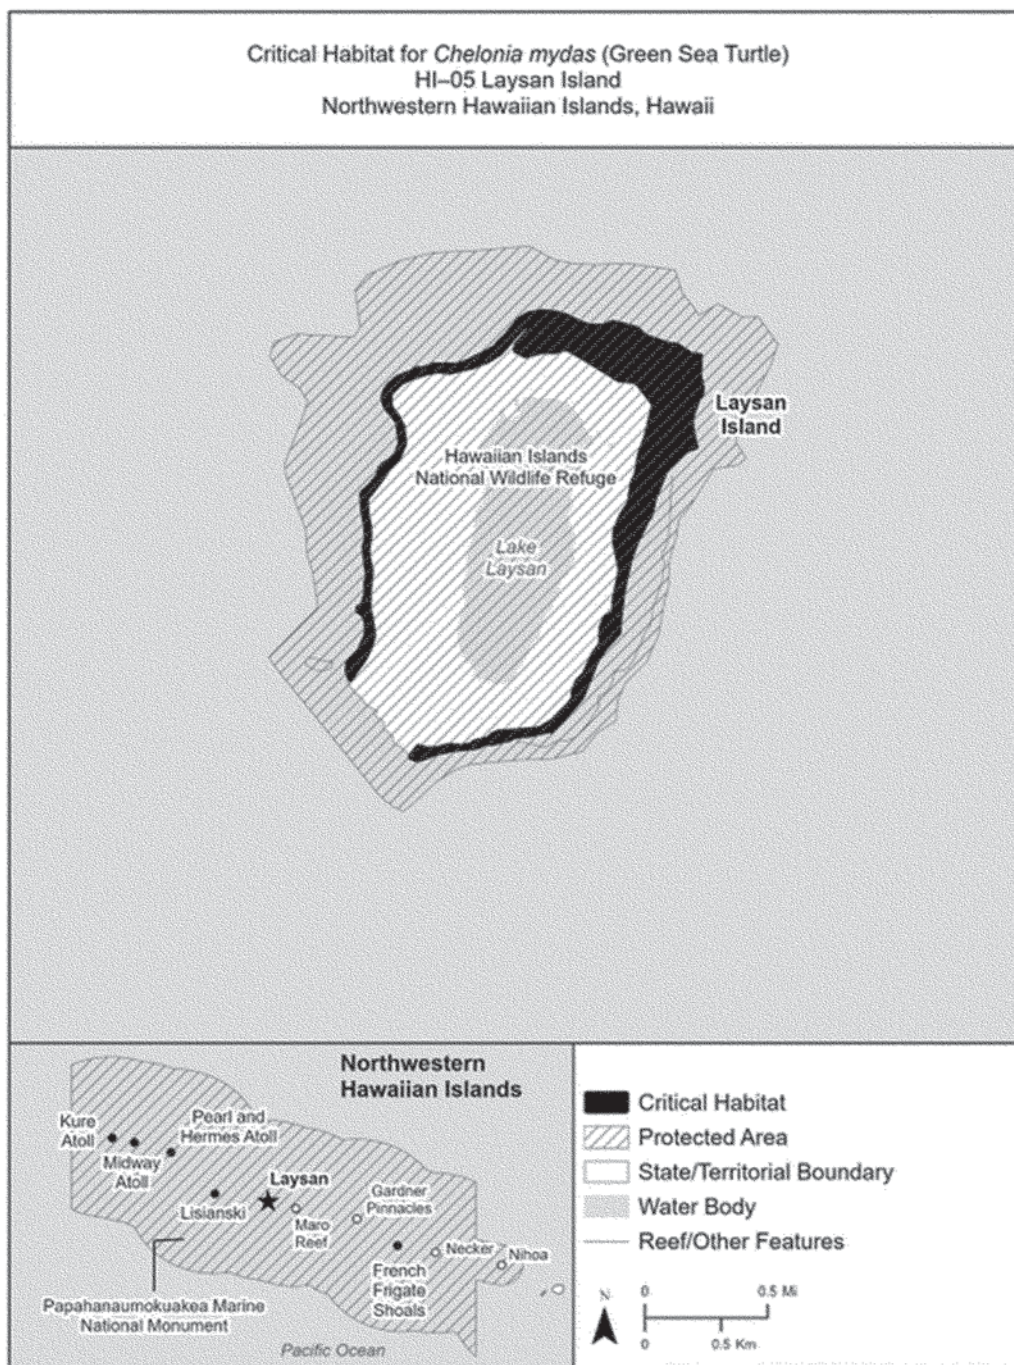 Critical Habitat for Chelonia mydas (Green Sea Turtle)
HI–05 Laysan Island
Northwestern Hawaiian Islands, Hawaii
Laysan
Island
Hawaiian Islands
National Wildlife Refuge
Lake
Laysan
Northwestern
Hawaiian Islands
Kure
Atoll
Midway
Atoll
Pearl and
Hermes Atoll
Lisianski
Laysan
Maro
Reef
Gardner
Pinnacles
French
Frigate
Shoals
Necker
Nihoa
Papahanaumokuakea Marine
National Monument
Pacific Ocean
Critical Habitat
Protected Area
State/Territorial Boundary
Water Body
Reef/Other Features
N
0 0.5 Mi
0 0.5 Km